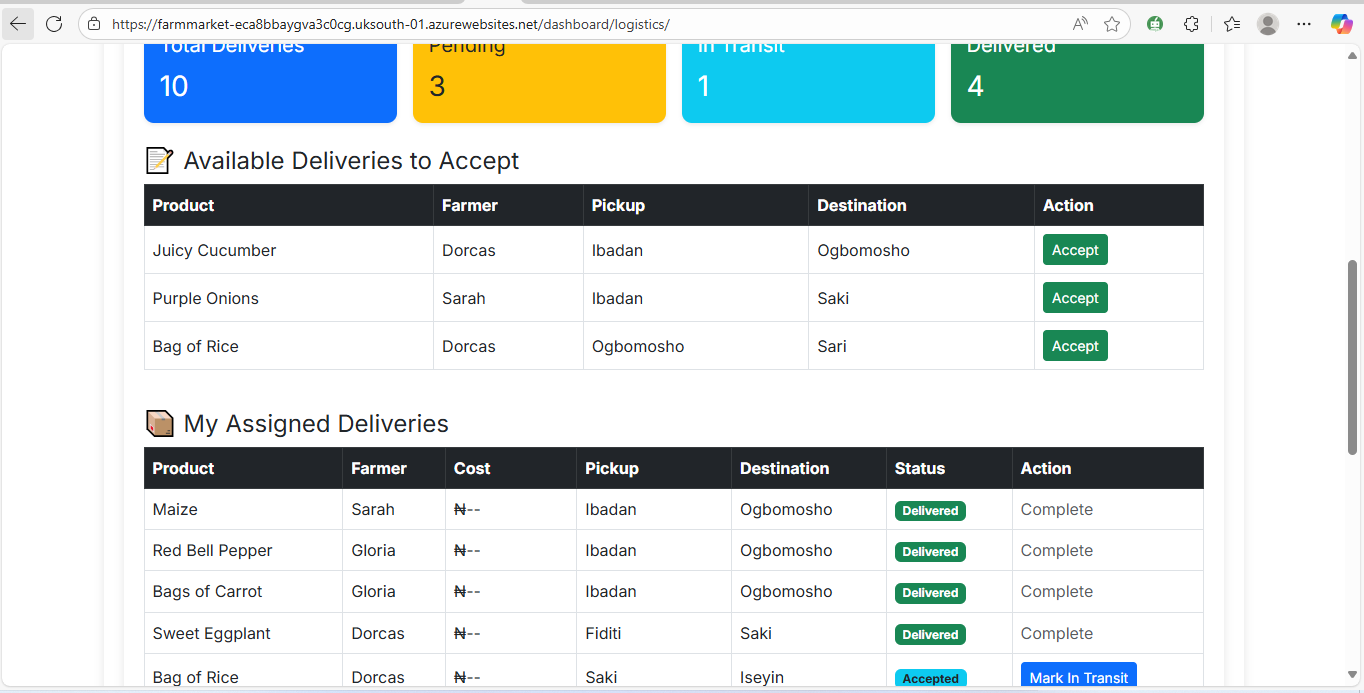 https://farmmarket-eca8bbaygva3c0cg.uksouth-01.azurewebsites.net/dashboard/logistics/
Total Deliveries Pending In Transit Delivered
10 3 1 4
📝 Available Deliveries to Accept
Product Farmer Pickup Destination Action
Juicy Cucumber Dorcas Ibadan Ogbomosho Accept
Purple Onions Sarah Ibadan Saki Accept
Bag of Rice Dorcas Ogbomosho Sari Accept
📦 My Assigned Deliveries
Product Farmer Cost Pickup Destination Status Action
Maize Sarah ₦-- Ibadan Ogbomosho Delivered Complete
Red Bell Pepper Gloria ₦-- Ibadan Ogbomosho Delivered Complete
Bags of Carrot Gloria ₦-- Ibadan Ogbomosho Delivered Complete
Sweet Eggplant Dorcas ₦-- Fiditi Saki Delivered Complete
Bag of Rice Dorcas ₦-- Saki Iseyin Accepted Mark In Transit